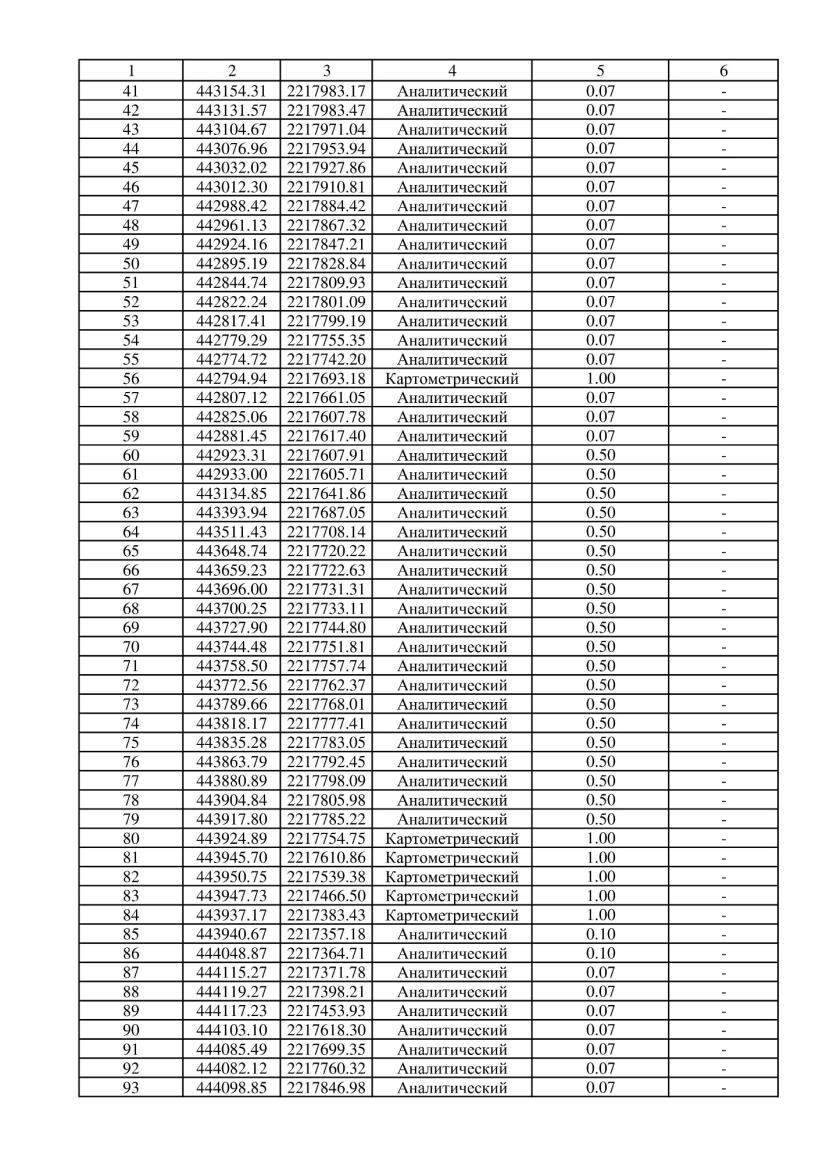 1 2 3 4 5 6
41 443154.31 2217983.17 Аналитический 0.07 -
42 443131.57 2217983.47 Аналитический 0.07 -
43 443104.67 2217971.04 Аналитический 0.07 -
44 443076.96 2217953.94 Аналитический 0.07 -
45 443032.02 2217927.86 Аналитический 0.07 -
46 443012.30 2217910.81 Аналитический 0.07 -
47 442988.42 2217884.42 Аналитический 0.07 -
48 442961.13 2217867.32 Аналитический 0.07 -
49 442924.16 2217847.21 Аналитический 0.07 -
50 442895.19 2217828.84 Аналитический 0.07 -
51 442844.74 2217809.93 Аналитический 0.07 -
52 442822.24 2217801.09 Аналитический 0.07 -
53 442817.41 2217799.19 Аналитический 0.07 -
54 442779.29 2217755.35 Аналитический 0.07 -
55 442774.72 2217742.20 Аналитический 0.07 -
56 442794.94 2217693.18 Картометрический 1.00 -
57 442807.12 2217661.05 Аналитический 0.07 -
58 442825.06 2217607.78 Аналитический 0.07 -
59 442881.45 2217617.40 Аналитический 0.07 -
60 442923.31 2217607.91 Аналитический 0.50 -
61 442933.00 2217605.71 Аналитический 0.50 -
62 443134.85 2217641.86 Аналитический 0.50 -
63 443393.94 2217687.05 Аналитический 0.50 -
64 443511.43 2217708.14 Аналитический 0.50 -
65 443648.74 2217720.22 Аналитический 0.50 -
66 443659.23 2217722.63 Аналитический 0.50 -
67 443696.00 2217731.31 Аналитический 0.50 -
68 443700.25 2217733.11 Аналитический 0.50 -
69 443727.90 2217744.80 Аналитический 0.50 -
70 443744.48 2217751.81 Аналитический 0.50 -
71 443758.50 2217757.74 Аналитический 0.50 -
72 443772.56 2217762.37 Аналитический 0.50 -
73 443789.66 2217768.01 Аналитический 0.50 -
74 443818.17 2217777.41 Аналитический 0.50 -
75 443835.28 2217783.05 Аналитический 0.50 -
76 443863.79 2217792.45 Аналитический 0.50 -
77 443880.89 2217798.09 Аналитический 0.50 -
78 443904.84 2217805.98 Аналитический 0.50 -
79 443917.80 2217785.22 Аналитический 0.50 -
80 443924.89 2217754.75 Картометрический 1.00 -
81 443945.70 2217610.86 Картометрический 1.00 -
82 443950.75 2217539.38 Картометрический 1.00 -
83 443947.73 2217466.50 Картометрический 1.00 -
84 443937.17 2217383.43 Картометрический 1.00 -
85 443940.67 2217357.18 Аналитический 0.10 -
86 444048.87 2217364.71 Аналитический 0.10 -
87 444115.27 2217371.78 Аналитический 0.07 -
88 444119.27 2217398.21 Аналитический 0.07 -
89 444117.23 2217453.93 Аналитический 0.07 -
90 444103.10 2217618.30 Аналитический 0.07 -
91 444085.49 2217699.35 Аналитический 0.07 -
92 444082.12 2217760.32 Аналитический 0.07 -
93 444098.85 2217846.98 Аналитический 0.07 -